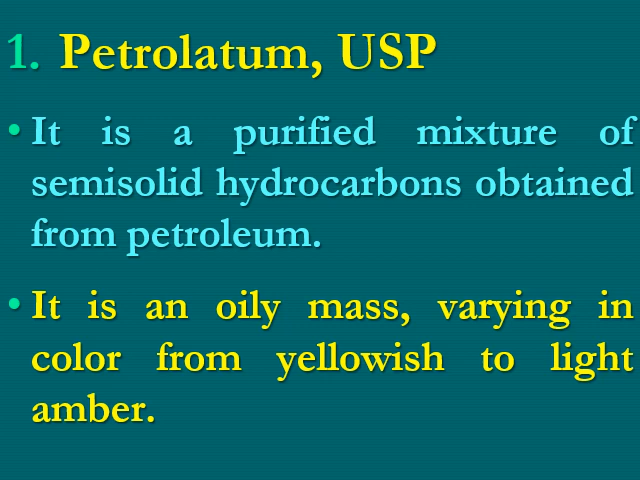 1. Petrolatum, USP
• It is a purified mixture of
semisolid hydrocarbons obtained
from petroleum.
• It is an oily mass, varying in
color from yellowish to light
amber.